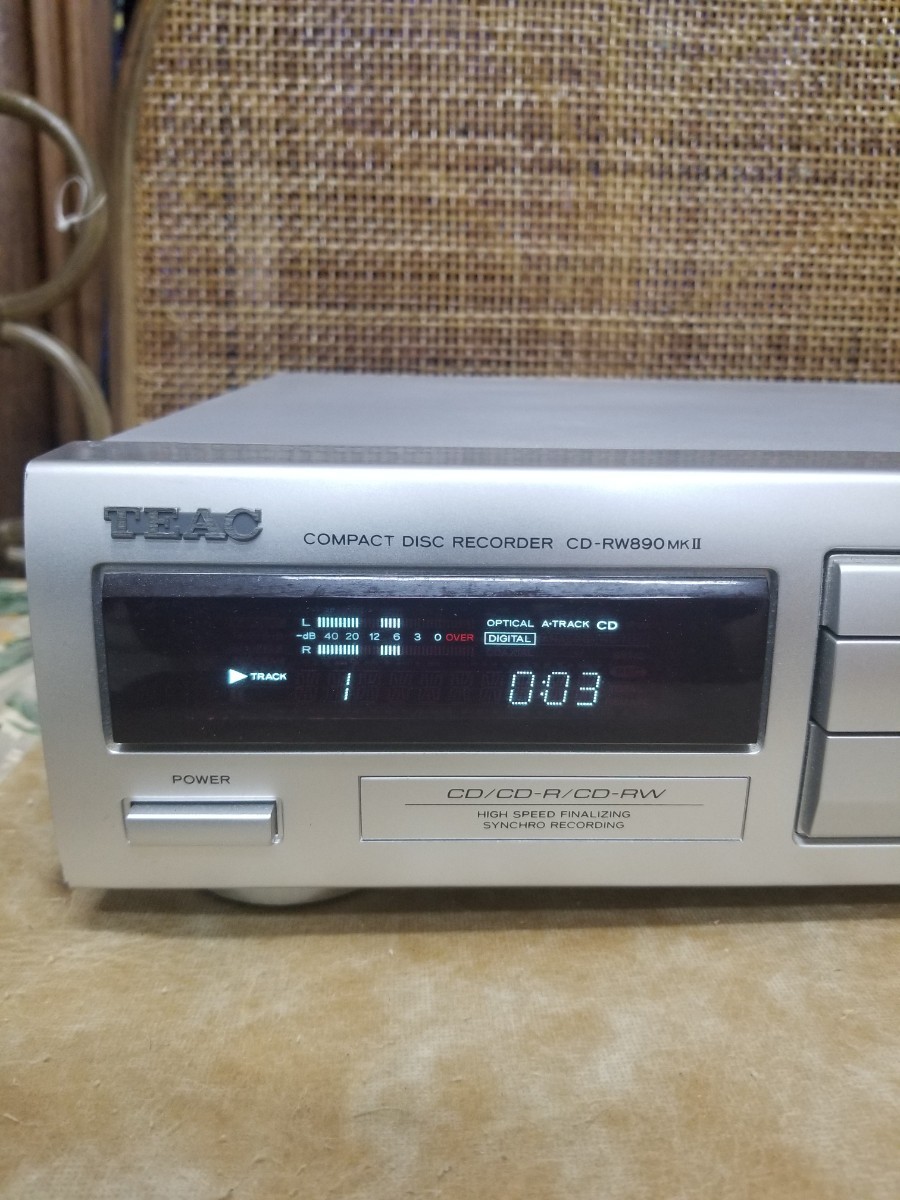 TEAC
COMPACT DISC RECORDER CD-RW890MKII
L
-dB 40 20 12 6 3 0 OVER
R
OPTICAL A-TRACK CD
DIGITAL
TRACK 1 0:03
POWER
CD/CD-R/CD-RW
HIGH SPEED FINALIZING
SYNCHRO RECORDING